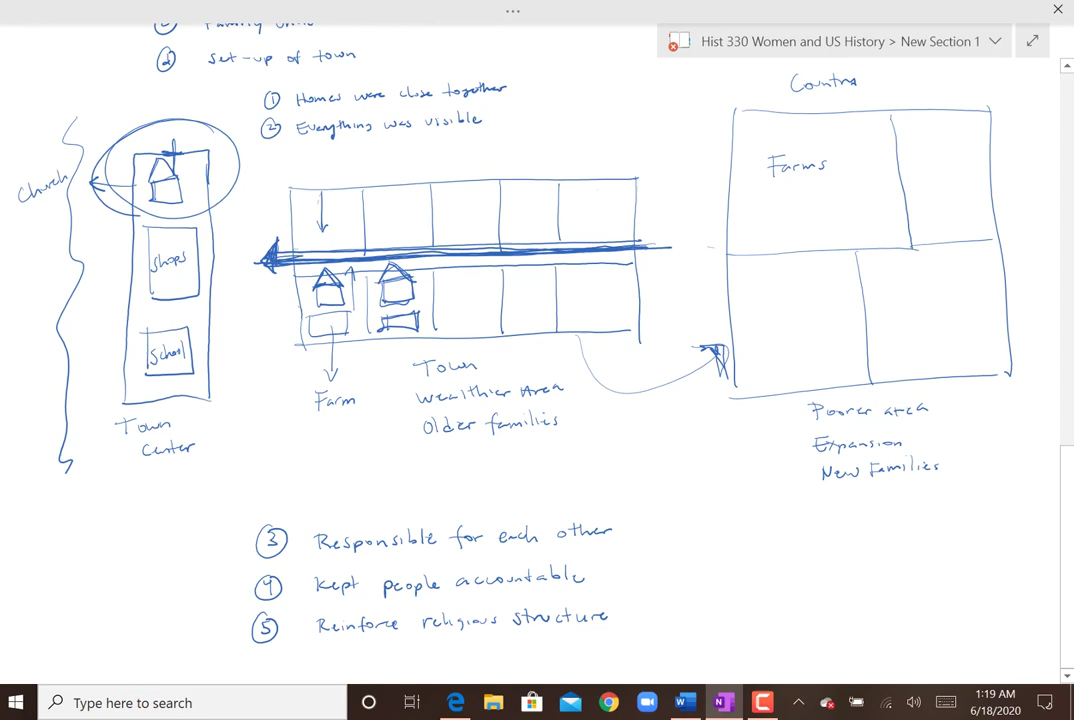 Hist 330 Women and US History > New Section 1
② Family
② Set-up of town
① Homes were close together
② Everything was visible
Church
Shops
School
Town
Center
Farm
Town
Wealthier Area
Older families
Country
Farms
Poorer area
Expansion
New Families
③ Responsible for each other
④ Kept people accountable
⑤ Reinforce religious structure
Type here to search
1:19 AM
6/18/2020